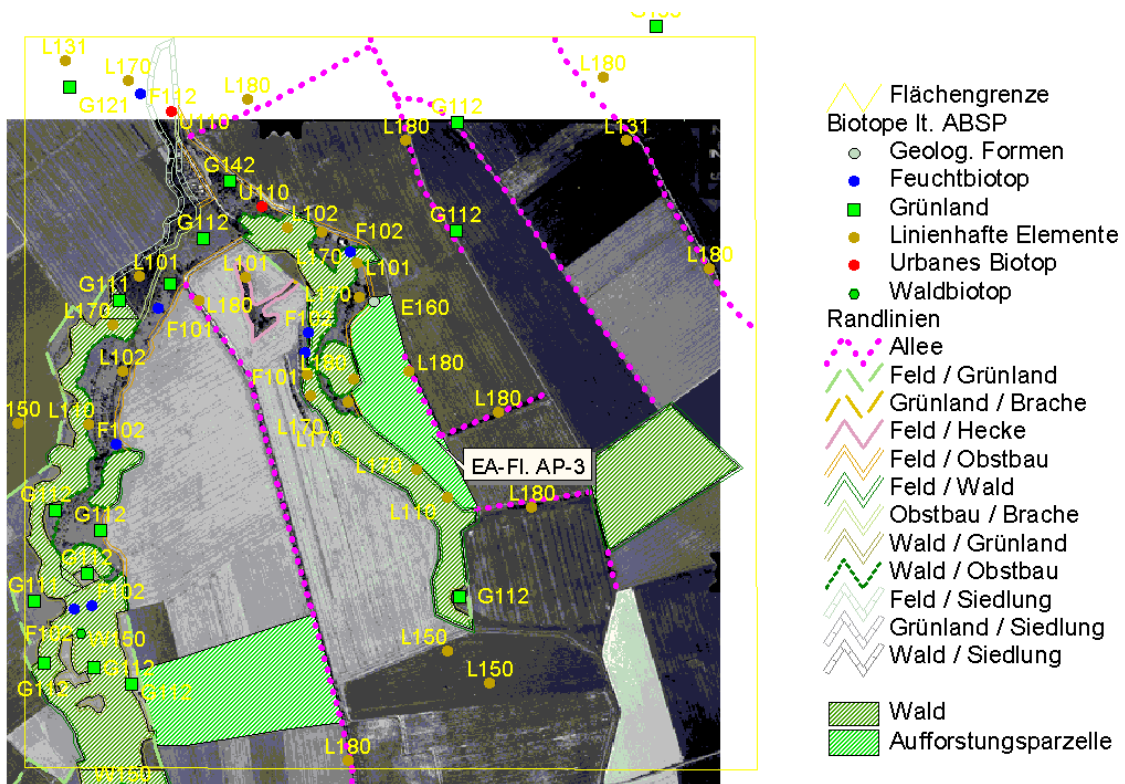 G133
L131
L170
L180
L180
F112
G121
U110
G112
L180
L131
G142
U110
L102
F102
G112
G112
L170
L101
L101
L101
L180
G111
L180
L170
E160
L170
F101
F102
L102
L180
L180
F101
L180
150
L110
L170
F102
L170
EA-Fl. AP-3
L170
L180
G112
L110
G112
G112
G111
F102
G112
F102
W150
L150
G112
L150
G112
G112
L180
W150
Flächengrenze
Biotope lt. ABSP
Geolog. Formen
Feuchtbiotop
Grünland
Linienhafte Elemente
Urbanes Biotop
Waldbiotop
Randlinien
Allee
Feld / Grünland
Grünland / Brache
Feld / Hecke
Feld / Obstbau
Feld / Wald
Obstbau / Brache
Wald / Grünland
Wald / Obstbau
Feld / Siedlung
Grünland / Siedlung
Wald / Siedlung
Wald
Aufforstungsparzelle